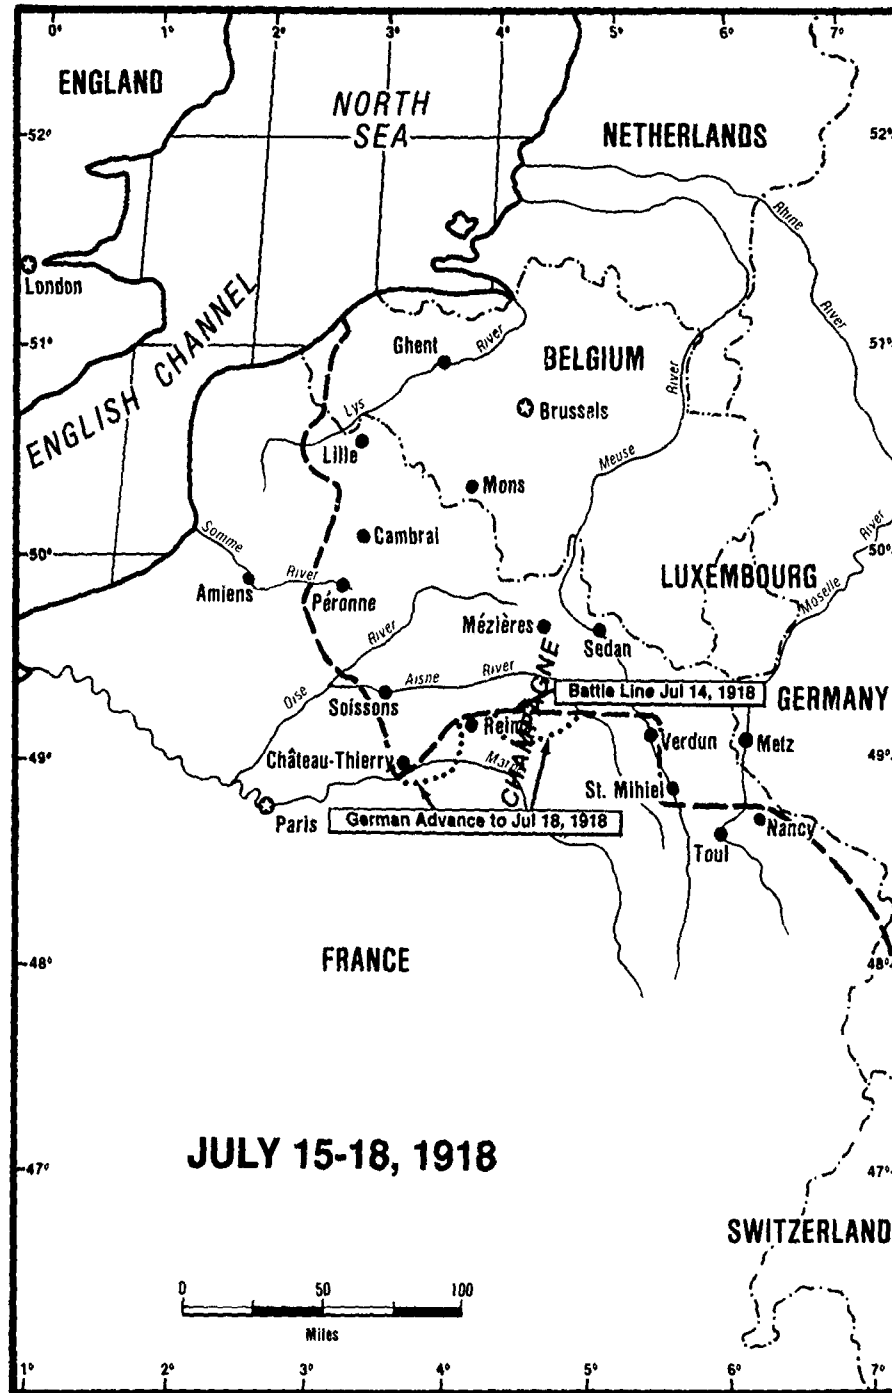 0° 1° 2° 3° 4° 5° 6° 7°
ENGLAND
NORTH
SEA
52°
NETHERLANDS
52°
Rhine
London
ENGLISH CHANNEL
River
51°
Ghent
River
BELGIUM
51°
Lys
Brussels
River
Lille
Meuse
Mons
Somme
Cambrai
River
50°
50°
LUXEMBOURG
Amiens
River
Péronne
Moselle
Mézières
River
Sedan
CHAMPAGNE
Aisne
River
Battle Line Jul 14, 1918
Oise
Soissons
GERMANY
Reims
49°
Verdun
Metz
49°
Château-Thierry
Marne
St. Mihiel
Paris
German Advance to Jul 18, 1918
Nancy
Toul
48°
FRANCE
48°
JULY 15-18, 1918
47°
47°
SWITZERLAND
0 50 100
Miles
1° 2° 3° 4° 5° 6° 7°